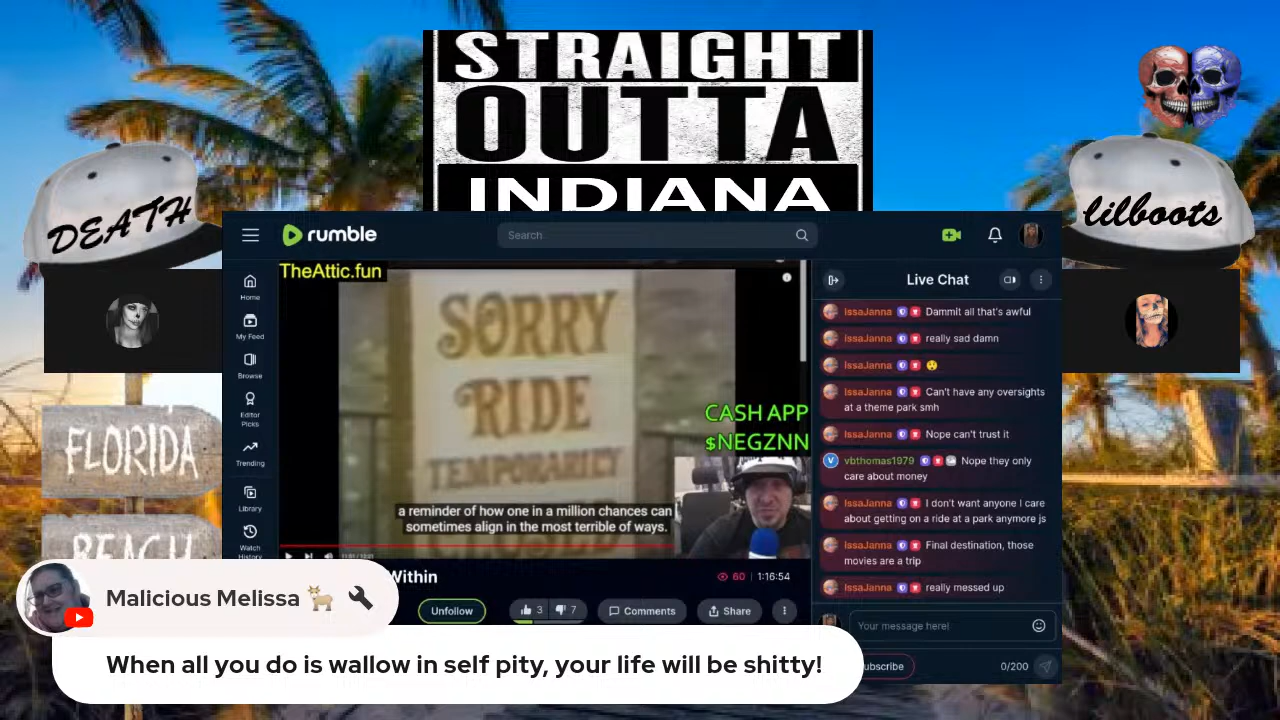 STRAIGHT
OUTTA
INDIANA
DEATH
lilboots
rumble
Search
TheAttic.fun
SORRY
RIDE
TEMPORARILY
CASH APP
$NEGZNN
a reminder of how one in a million chances can
sometimes align in the most terrible of ways.
Home
My Feed
Browse
Editor
Picks
Trending
Library
Watch
History
Live Chat
IssaJanna Dammit all that's awful
IssaJanna really sad damn
IssaJanna 😲
IssaJanna Can't have any oversights
at a theme park smh
IssaJanna Nope can't trust it
V vbthomas1979 Nope they only
care about money
IssaJanna I don't want anyone I care
about getting on a ride at a park anymore js
IssaJanna Final destination, those
movies are a trip
IssaJanna really messed up
Your message here!
0/200
Within
60 1:16:54
Unfollow
3 7
Comments
Share
FLORIDA
BEACH
Malicious Melissa 🐐 🔧
When all you do is wallow in self pity, your life will be shitty!